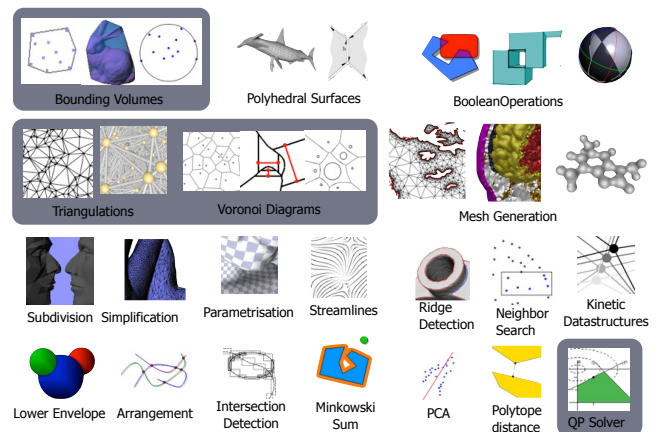 Bounding Volumes
Polyhedral Surfaces
BooleanOperations
Triangulations
Voronoi Diagrams
Mesh Generation
Subdivision
Simplification
Parametrisation
Streamlines
Ridge
Detection
Neighbor
Search
Kinetic
Datastructures
Lower Envelope
Arrangement
Intersection
Detection
Minkowski
Sum
PCA
Polytope
distance
QP Solver